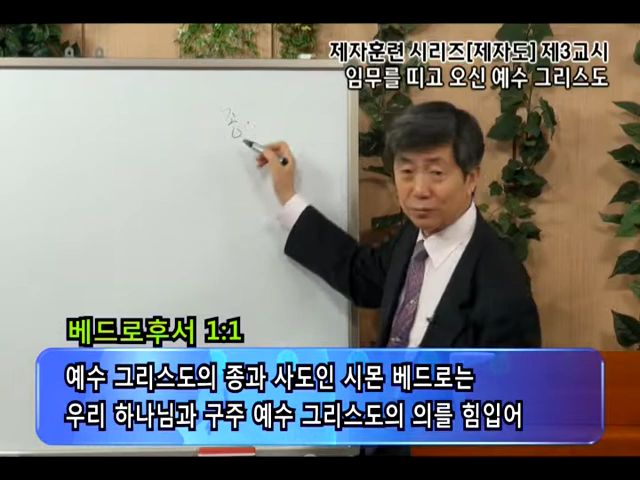 제자훈련 시리즈[제자도] 제3교시
임무를 띠고 오신 예수 그리스도
종:
베드로후서 1:1
예수 그리스도의 종과 사도인 시몬 베드로는
우리 하나님과 구주 예수 그리스도의 의를 힘입어